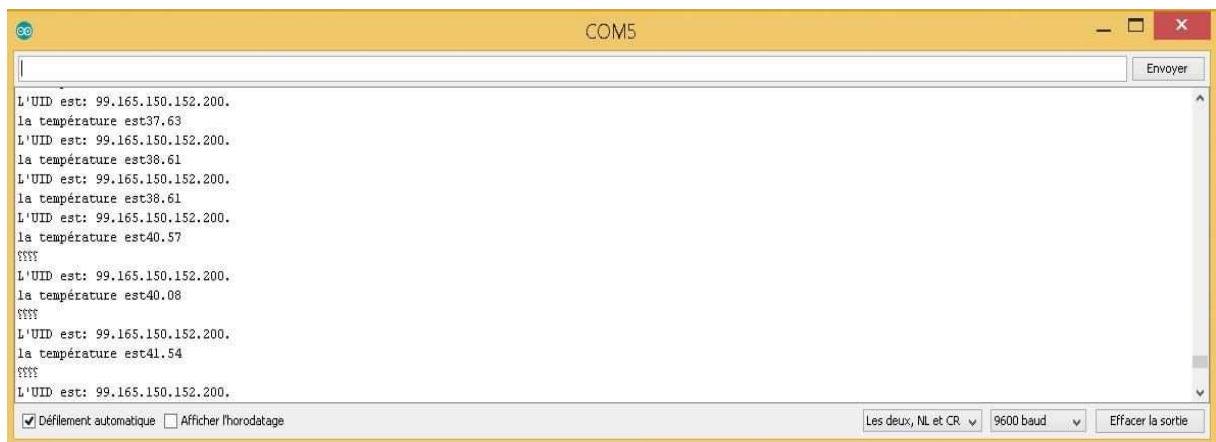 COM5
Envoyer
L'UID est: 99.165.150.152.200.
la température est37.63
L'UID est: 99.165.150.152.200.
la température est38.61
L'UID est: 99.165.150.152.200.
la température est38.61
L'UID est: 99.165.150.152.200.
la température est40.57
⸮⸮⸮⸮
L'UID est: 99.165.150.152.200.
la température est40.08
⸮⸮⸮⸮
L'UID est: 99.165.150.152.200.
la température est41.54
⸮⸮⸮⸮
L'UID est: 99.165.150.152.200.
Défilement automatique Afficher l'horodatage Les deux, NL et CR 9600 baud Effacer la sortie